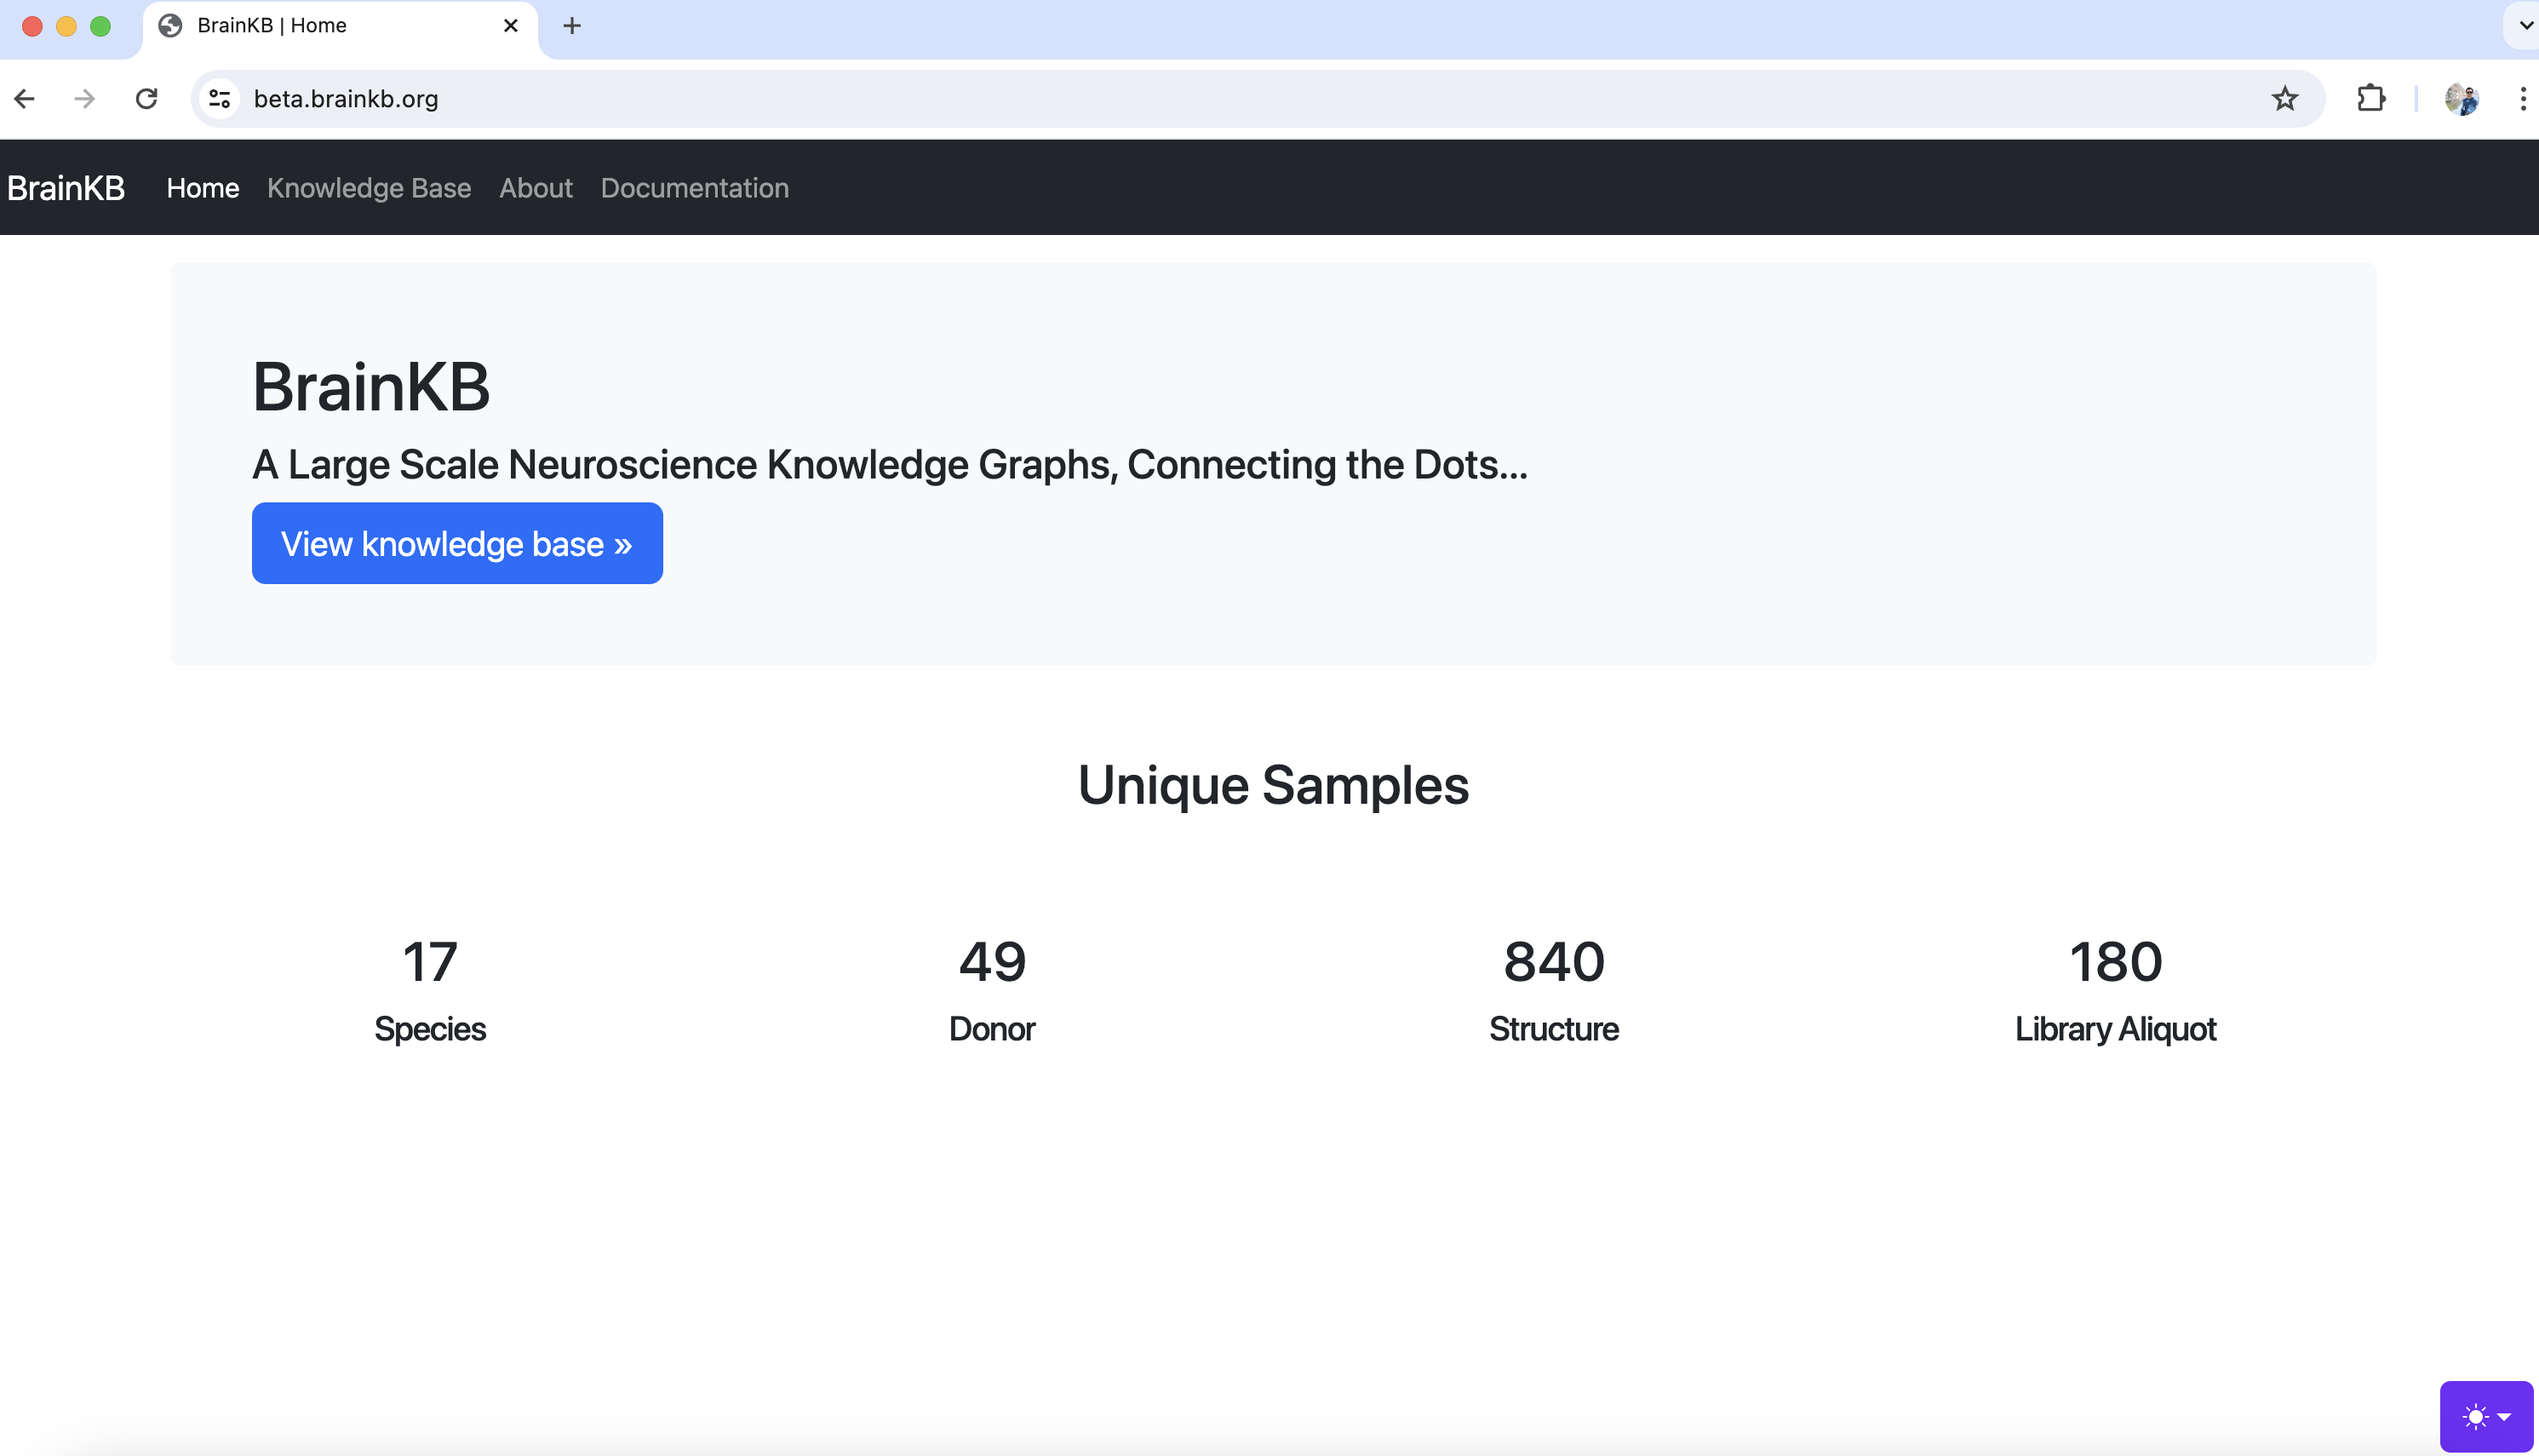 BrainKB | Home
beta.brainkb.org
BrainKB Home Knowledge Base About Documentation
BrainKB
A Large Scale Neuroscience Knowledge Graphs, Connecting the Dots...
View knowledge base »
Unique Samples
17 49 840 180
Species Donor Structure Library Aliquot